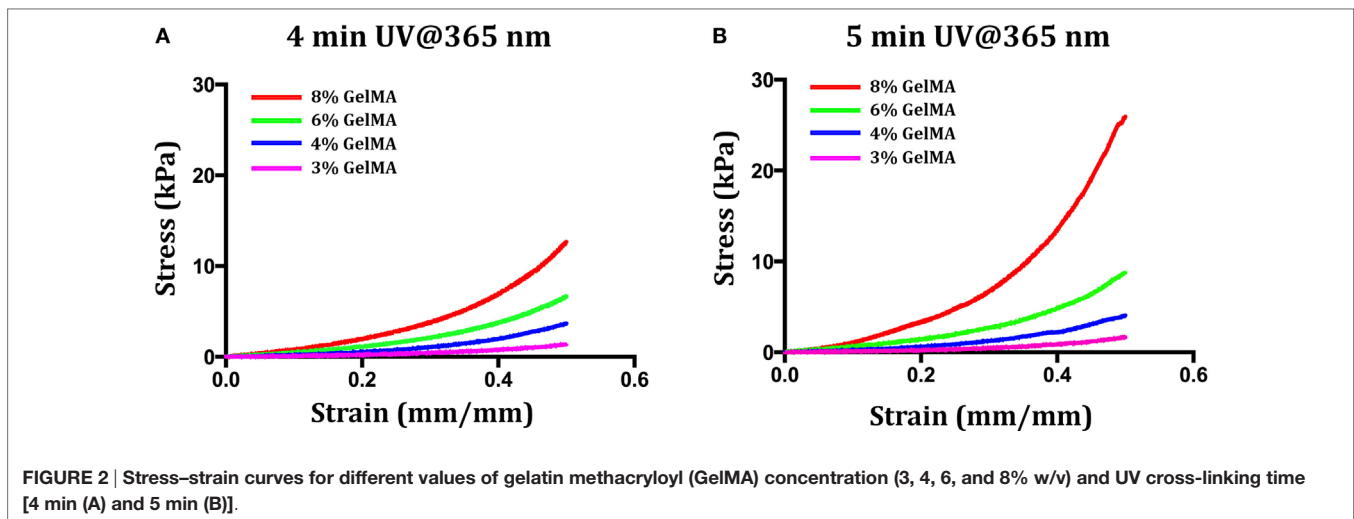 A
4 min UV@365 nm
30
20
10
0
0.0
0.2
0.4
0.6
Stress (kPa)
Strain (mm/mm)
8% GelMA
6% GelMA
4% GelMA
3% GelMA
B
5 min UV@365 nm
30
20
10
0
0.0
0.2
0.4
0.6
Stress (kPa)
Strain (mm/mm)
8% GelMA
6% GelMA
4% GelMA
3% GelMA
FIGURE 2 | Stress–strain curves for different values of gelatin methacryloyl (GelMA) concentration (3, 4, 6, and 8% w/v) and UV cross-linking time
[4 min (A) and 5 min (B)].